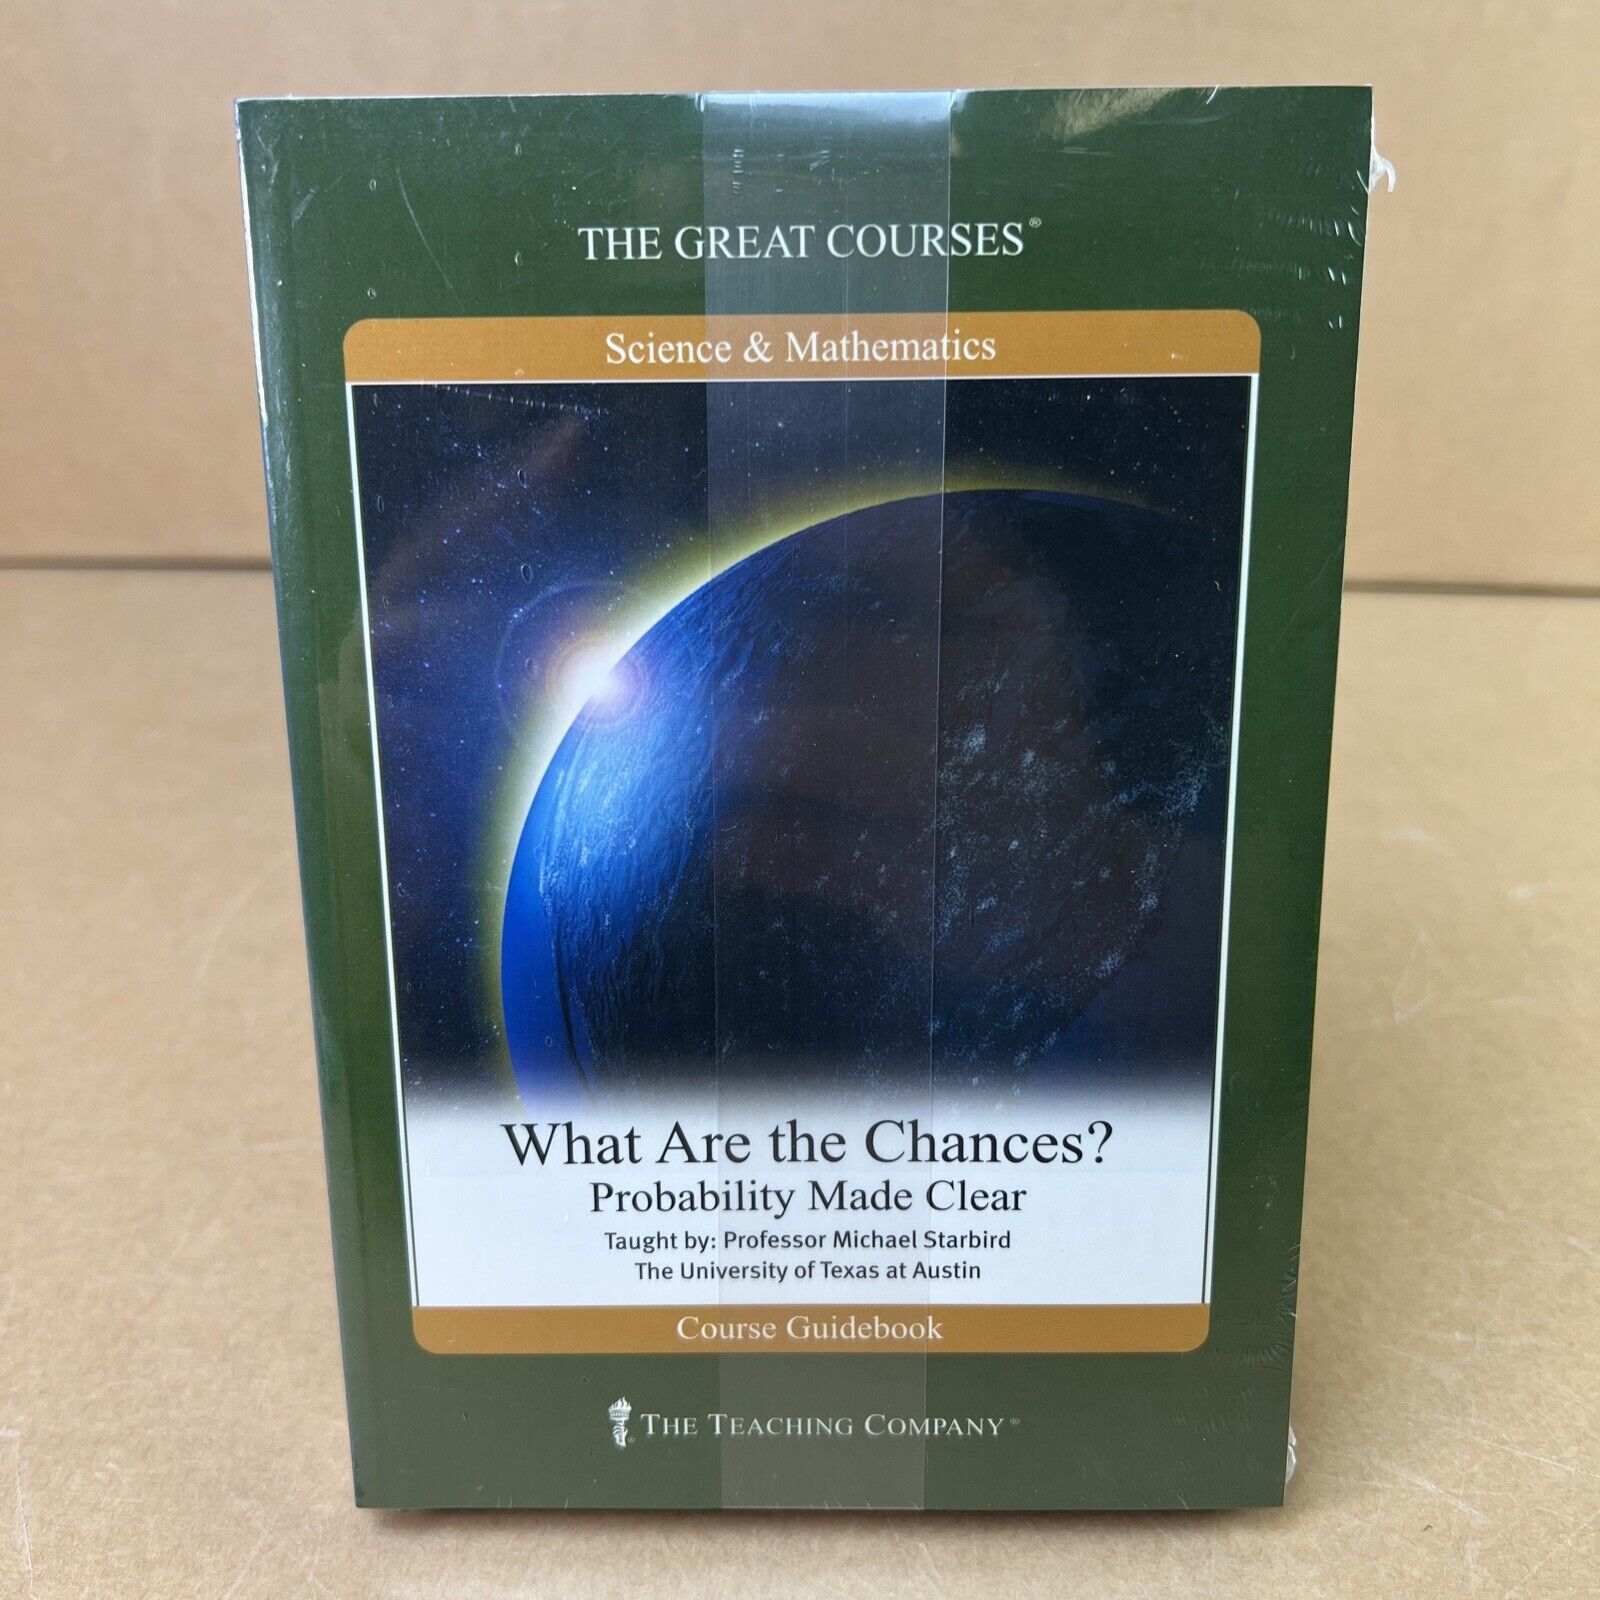 THE GREAT COURSES®
Science & Mathematics
What Are the Chances?
Probability Made Clear
Taught by: Professor Michael Starbird
The University of Texas at Austin
Course Guidebook
THE TEACHING COMPANY®